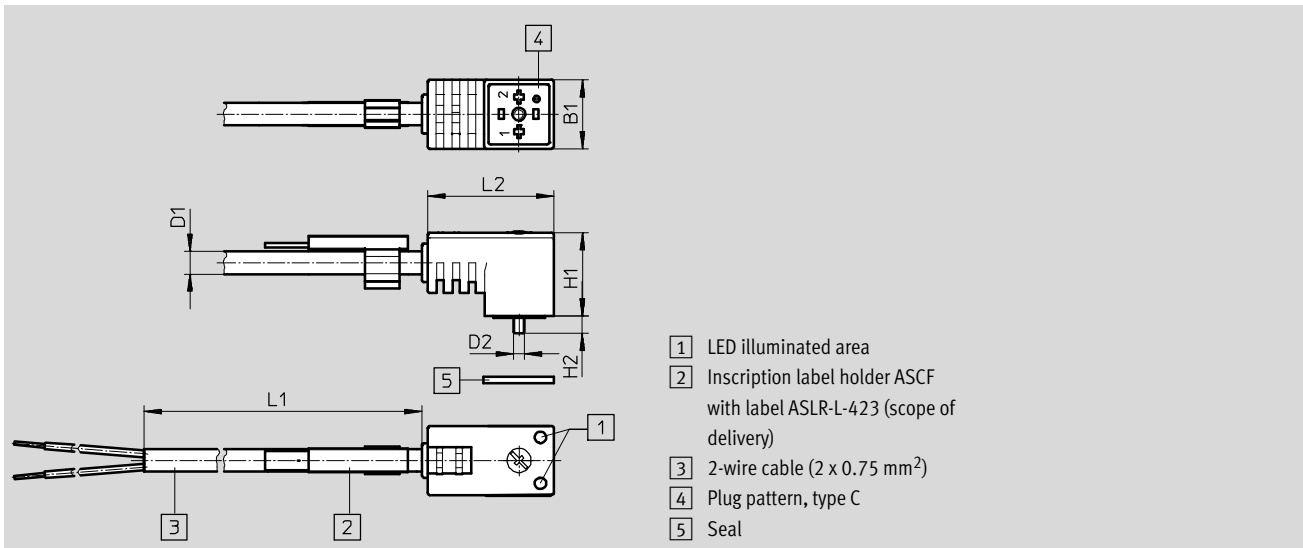 4
2
1
B1
L2
D1
H1
D2
H2
5
L1
1
3
2
1 LED illuminated area
2 Inscription label holder ASCF
with label ASLR-L-423 (scope of
delivery)
3 2-wire cable (2 x 0.75 mm²)
4 Plug pattern, type C
5 Seal